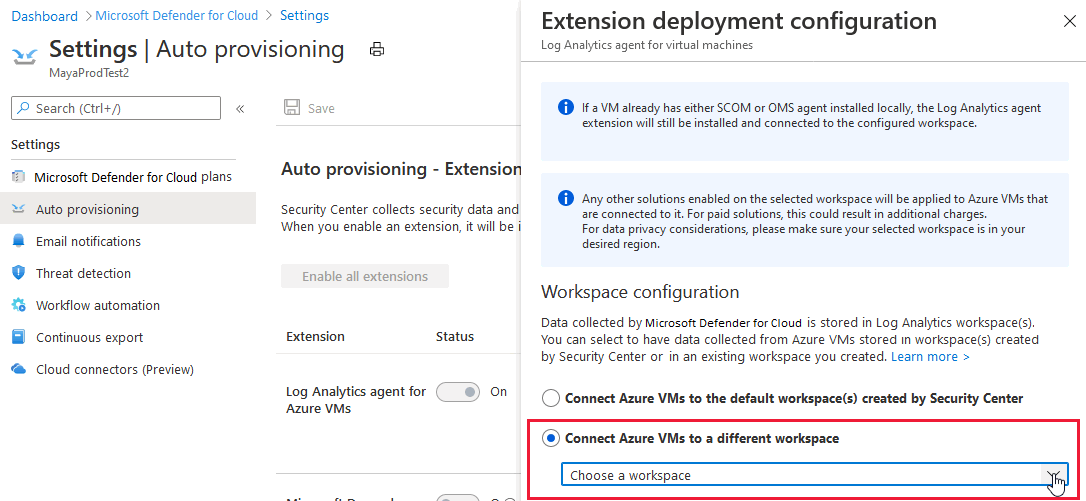 Dashboard > Microsoft Defender for Cloud > Settings
Settings | Auto provisioning
MayaProdTest2
Search (Ctrl+/)
«
Settings
Microsoft Defender for Cloud plans
Auto provisioning
Email notifications
Threat detection
Workflow automation
Continuous export
Cloud connectors (Preview)
Save
Auto provisioning - Extension
Security Center collects security data and
When you enable an extension, it will be i
Enable all extensions
Extension Status
Log Analytics agent for
Azure VMs
On
Extension deployment configuration
Log Analytics agent for virtual machines
If a VM already has either SCOM or OMS agent installed locally, the Log Analytics agent
extension will still be installed and connected to the configured workspace.
Any other solutions enabled on the selected workspace will be applied to Azure VMs that
are connected to it. For paid solutions, this could result in additional charges.
For data privacy considerations, please make sure your selected workspace is in your
desired region.
Workspace configuration
Data collected by Microsoft Defender for Cloud is stored in Log Analytics workspace(s).
You can select to have data collected from Azure VMs stored in workspace(s) created
by Security Center or in an existing workspace you created. Learn more >
Connect Azure VMs to the default workspace(s) created by Security Center
Connect Azure VMs to a different workspace
Choose a workspace